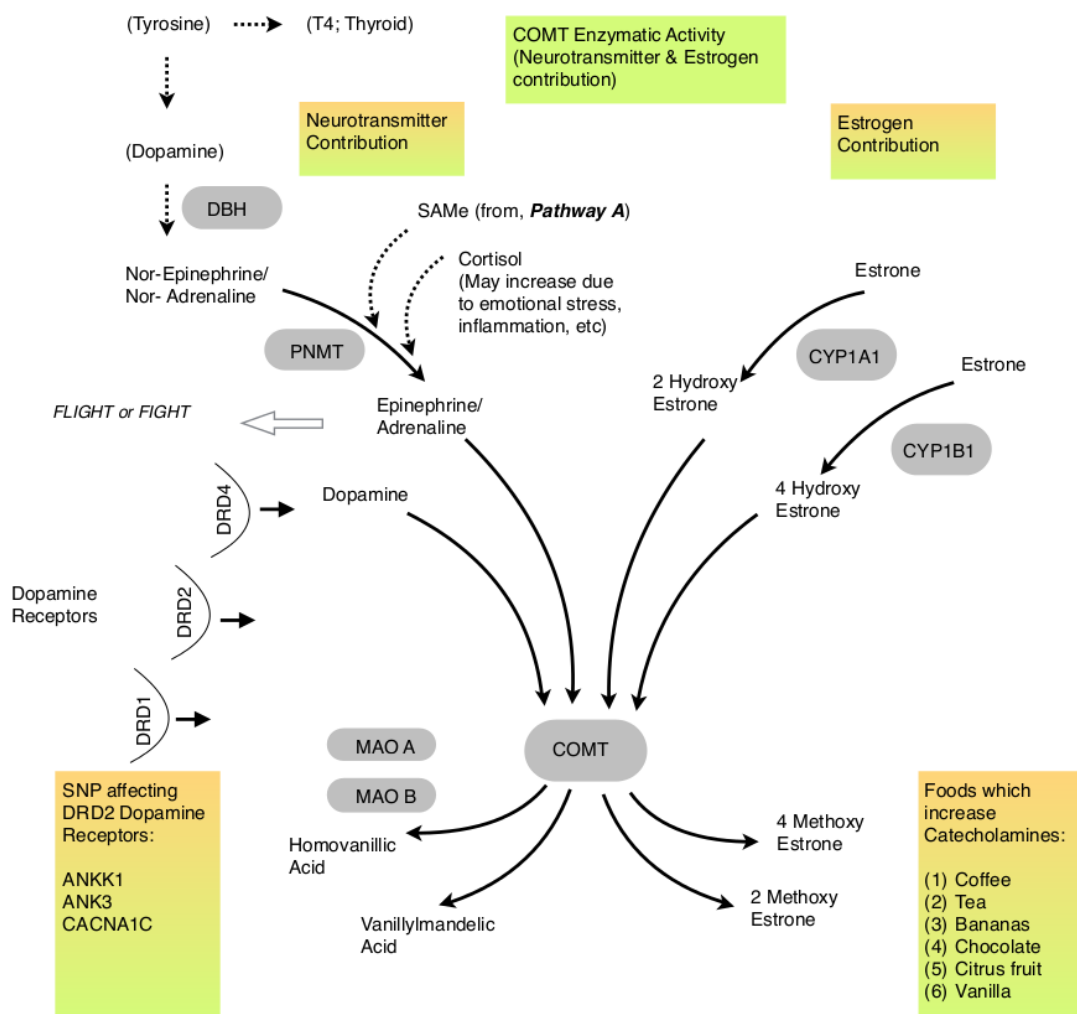 (Tyrosine)
(T4; Thyroid)
COMT Enzymatic Activity
(Neurotransmitter & Estrogen
contribution)
Neurotransmitter
Contribution
Estrogen
Contribution
(Dopamine)
DBH
SAMe (from, Pathway A)
Cortisol
(May increase due
to emotional stress,
inflammation, etc)
Nor-Epinephrine/
Nor- Adrenaline
Estrone
PNMT
CYP1A1
Estrone
2 Hydroxy
Estrone
FLIGHT or FIGHT
Epinephrine/
Adrenaline
CYP1B1
4 Hydroxy
Estrone
DRD4
Dopamine
Dopamine
Receptors
DRD2
DRD1
MAO A
COMT
MAO B
SNP affecting
DRD2 Dopamine
Receptors:
ANKK1
ANK3
CACNA1C
Homovanillic
Acid
Vanillylmandelic
Acid
4 Methoxy
Estrone
2 Methoxy
Estrone
Foods which
increase
Catecholamines:
(1) Coffee
(2) Tea
(3) Bananas
(4) Chocolate
(5) Citrus fruit
(6) Vanilla